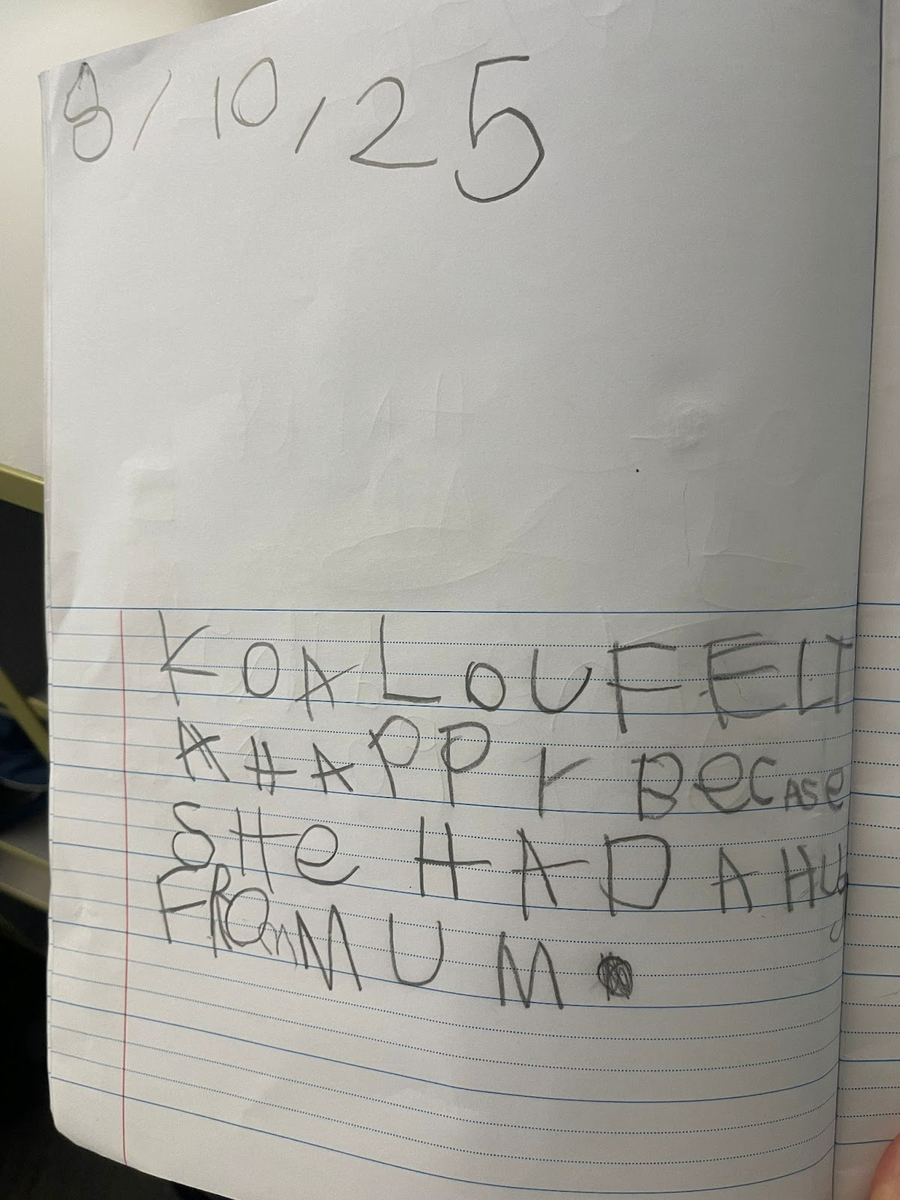 8/10/25
KOALOU FELT
A HAPPY BeCASe
SHe HAD A HUg
FROm MUM.